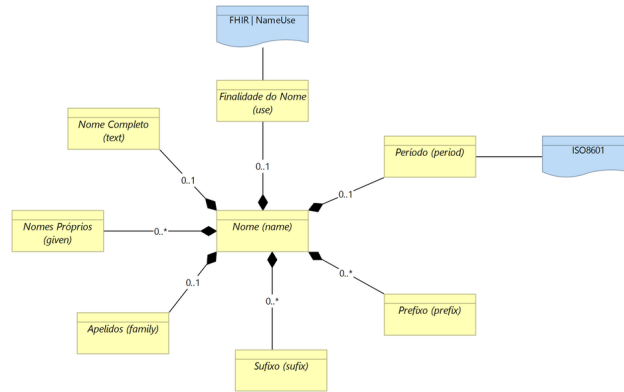 FHIR | NameUse
Finalidade do Nome
(use)
Nome Completo
(text)
Período (period)
ISO8601
0..1
0..1
0..1
Nomes Próprios
(given)
0..*
Nome (name)
0..1
0..*
0..*
Apelidos (family)
Prefixo (prefix)
Sufixo (sufix)